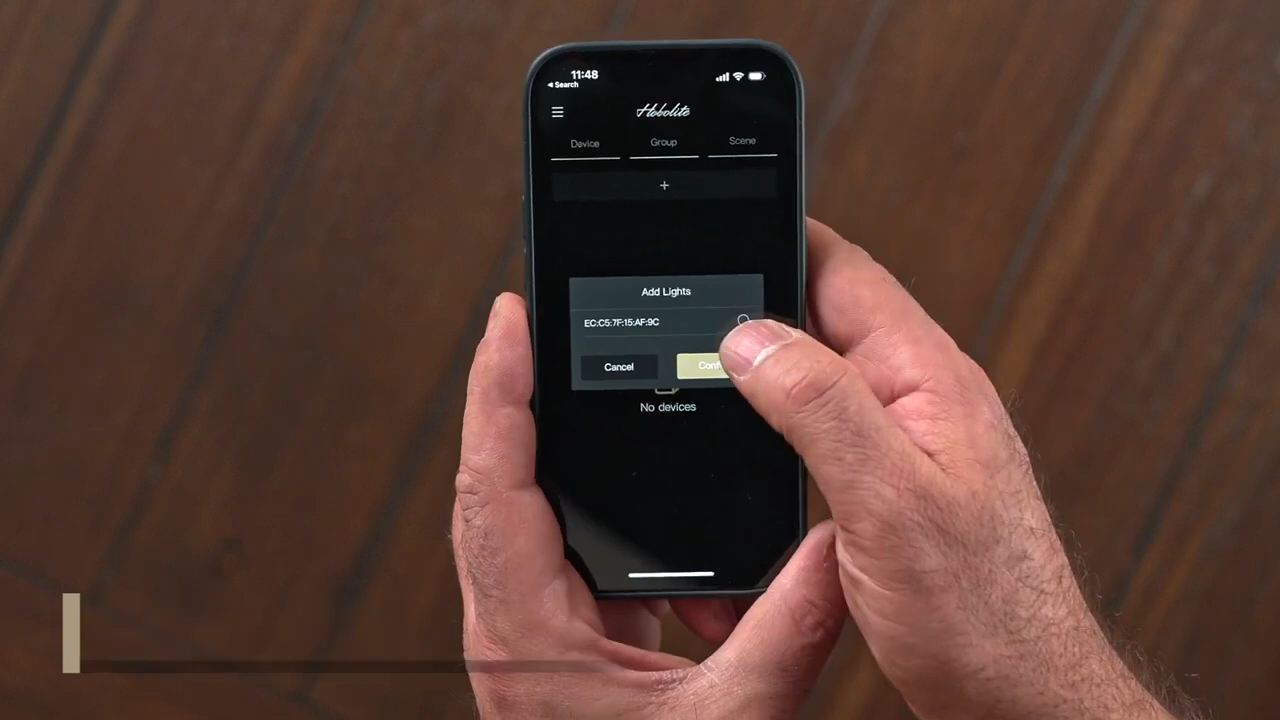 11:48
Search
Hobolite
Device Group Scene
+
Add Lights
EC:C5:7F:15:AF:9C
Cancel
No devices